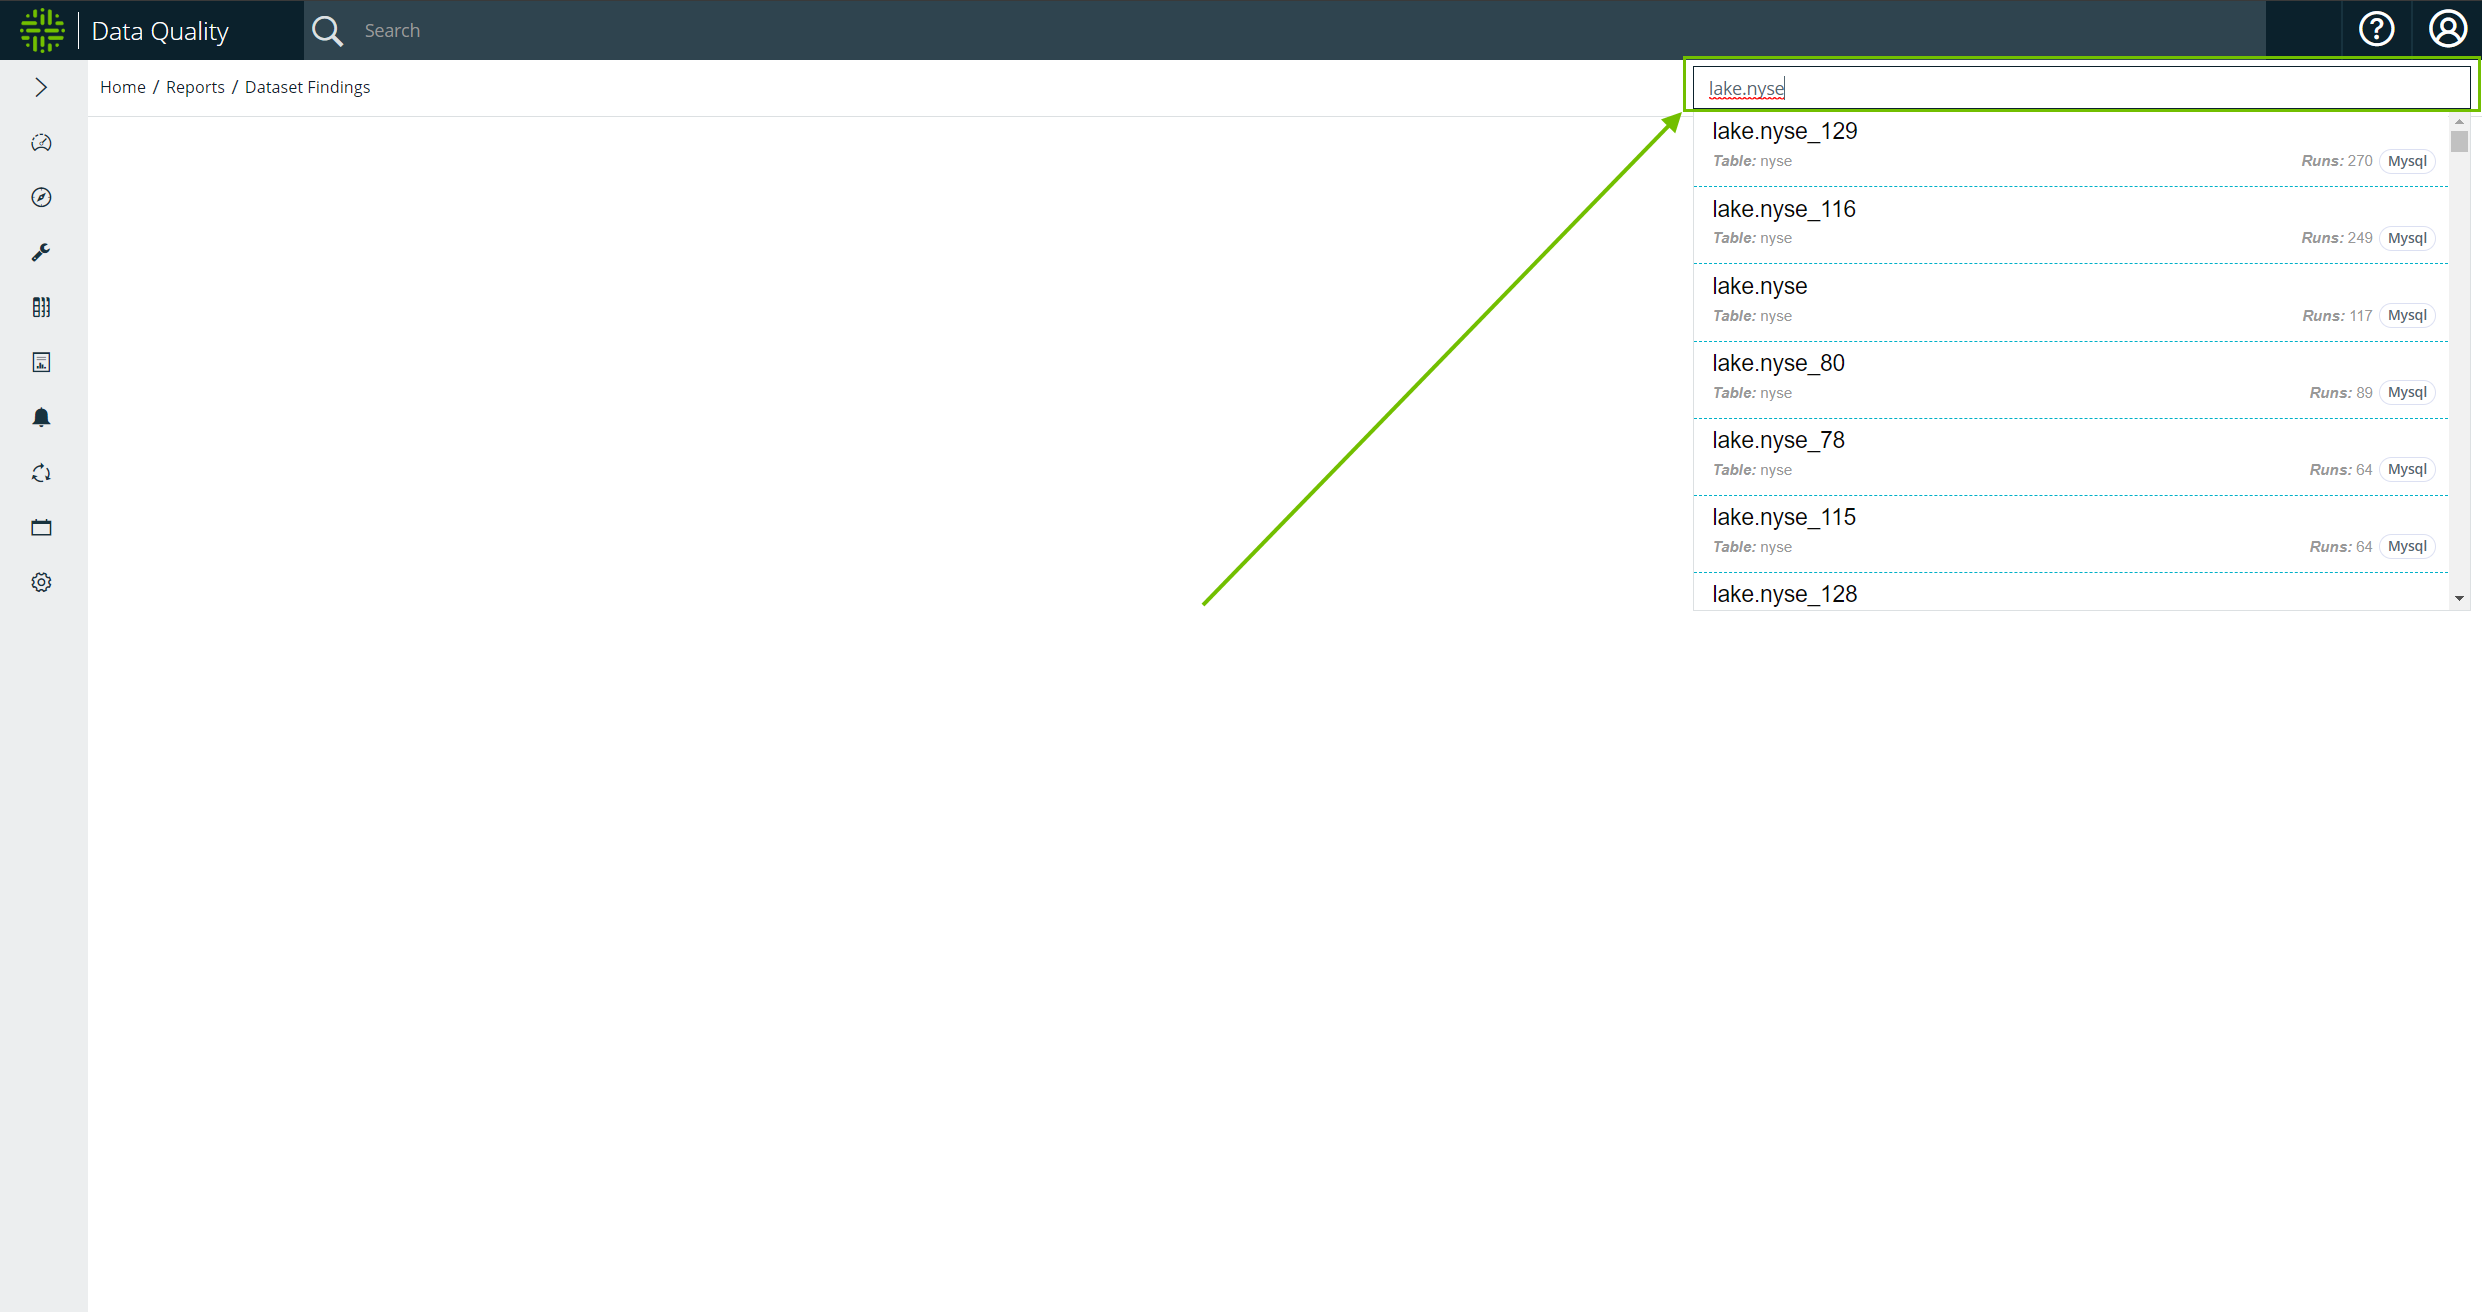 Data Quality
Search
Home / Reports / Dataset Findings
lake.nyse
lake.nyse_129
Table: nyse Runs: 270 Mysql
lake.nyse_116
Table: nyse Runs: 249 Mysql
lake.nyse
Table: nyse Runs: 117 Mysql
lake.nyse_80
Table: nyse Runs: 89 Mysql
lake.nyse_78
Table: nyse Runs: 64 Mysql
lake.nyse_115
Table: nyse Runs: 64 Mysql
lake.nyse_128